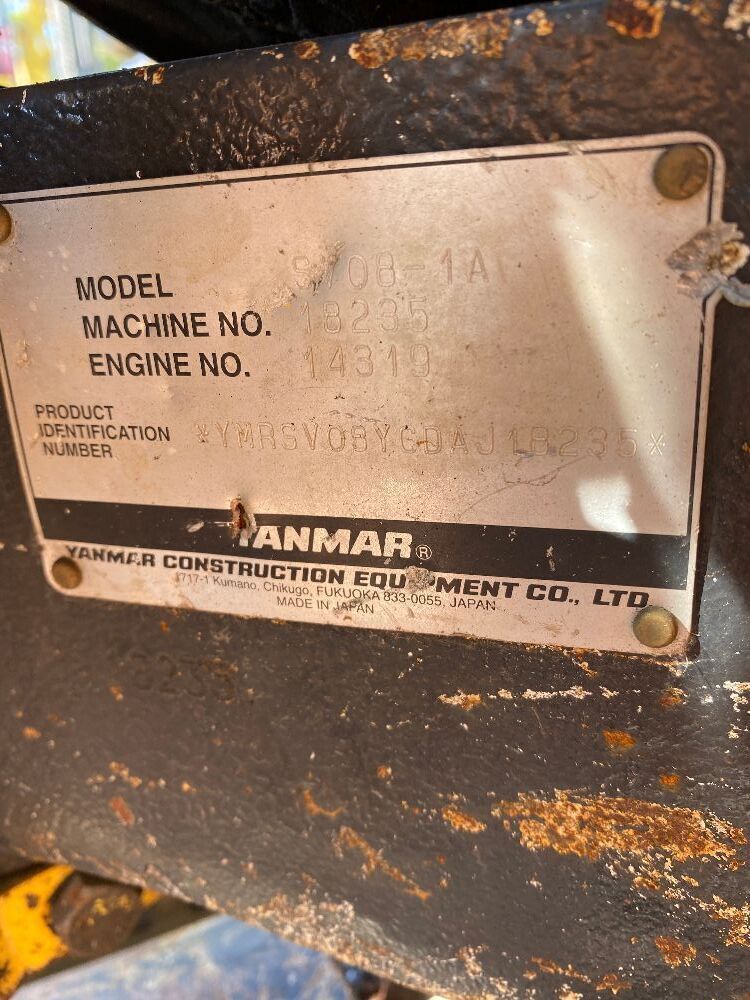 MODEL SV08-1A
MACHINE NO. 18235
ENGINE NO. 14319
PRODUCT
IDENTIFICATION
NUMBER
*YMRSV08YCDAJ18235*
YANMAR®
YANMAR CONSTRUCTION EQUIPMENT CO., LTD.
1717-1 Kumano, Chikugo, FUKUOKA 833-0055, JAPAN
MADE IN JAPAN